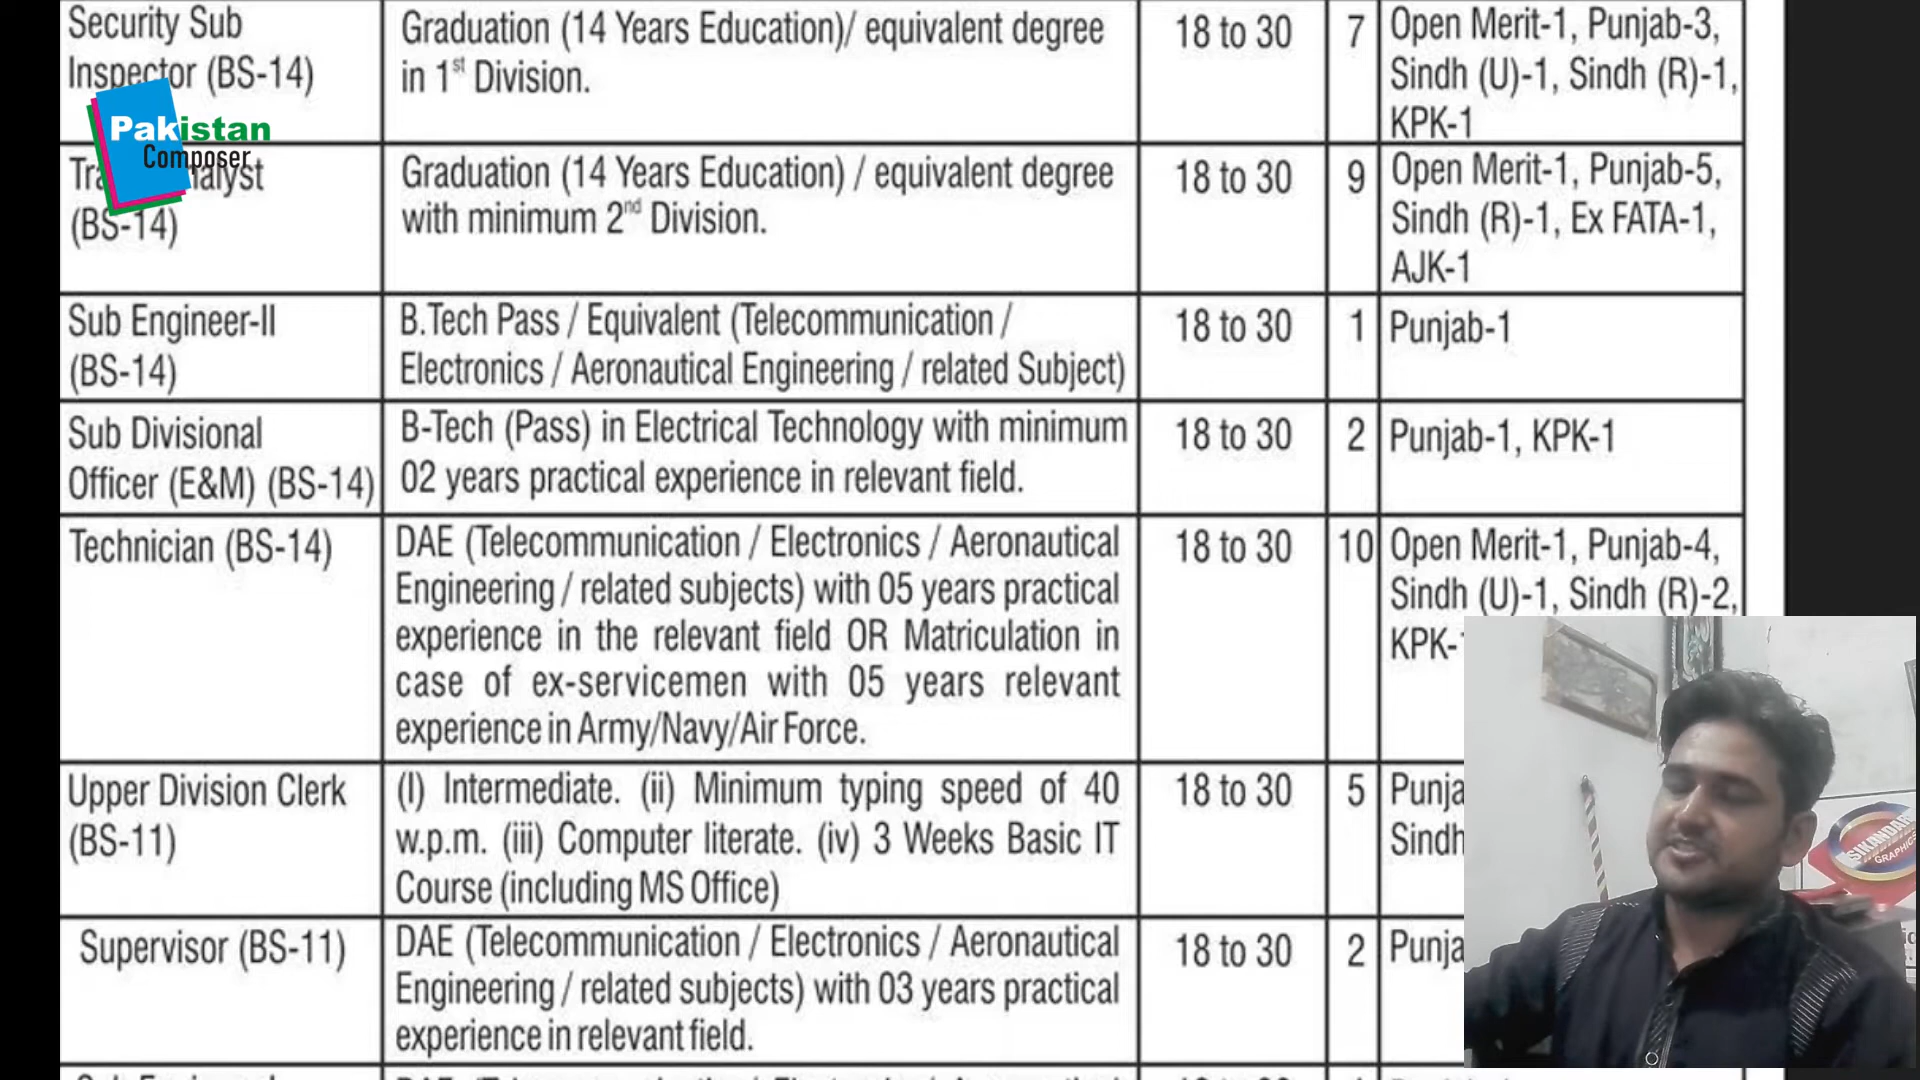 Security Sub
Inspector (BS-14)
Graduation (14 Years Education)/ equivalent degree
in 1st Division.
18 to 30
7
Open Merit-1, Punjab-3,
Sindh (U)-1, Sindh (R)-1,
KPK-1
Pakistan
Composer
(BS-14)
Graduation (14 Years Education) / equivalent degree
with minimum 2nd Division.
18 to 30
9
Open Merit-1, Punjab-5,
Sindh (R)-1, Ex FATA-1,
AJK-1
Sub Engineer-II
(BS-14)
B.Tech Pass / Equivalent (Telecommunication /
Electronics / Aeronautical Engineering / related Subject)
18 to 30
1
Punjab-1
Sub Divisional
Officer (E&M) (BS-14)
B-Tech (Pass) in Electrical Technology with minimum
02 years practical experience in relevant field.
18 to 30
2
Punjab-1, KPK-1
Technician (BS-14)
DAE (Telecommunication / Electronics / Aeronautical
Engineering / related subjects) with 05 years practical
experience in the relevant field OR Matriculation in
case of ex-servicemen with 05 years relevant
experience in Army/Navy/Air Force.
18 to 30
10
Open Merit-1, Punjab-4,
Sindh (U)-1, Sindh (R)-2,
KPK-
Upper Division Clerk
(BS-11)
(I) Intermediate. (ii) Minimum typing speed of 40
w.p.m. (iii) Computer literate. (iv) 3 Weeks Basic IT
Course (including MS Office)
18 to 30
5
Punja
Sindh
Supervisor (BS-11)
DAE (Telecommunication / Electronics / Aeronautical
Engineering / related subjects) with 03 years practical
experience in relevant field.
18 to 30
2
Punja
SIKANDAR
GRAPHICS